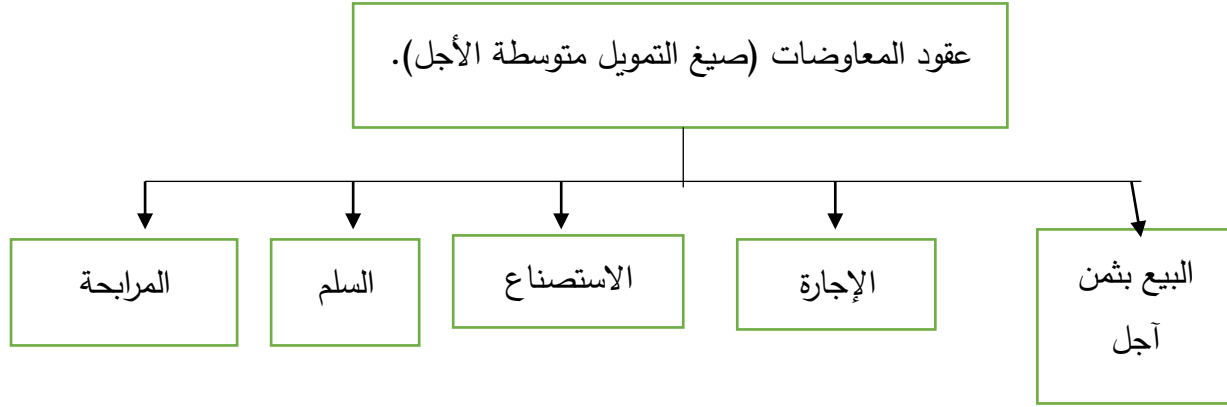 عقود المعاوضات (صيغ التمويل متوسطة الأجل).
البيع بثمن
آجل
الإجارة
الاستصناع
السلم
المرابحة